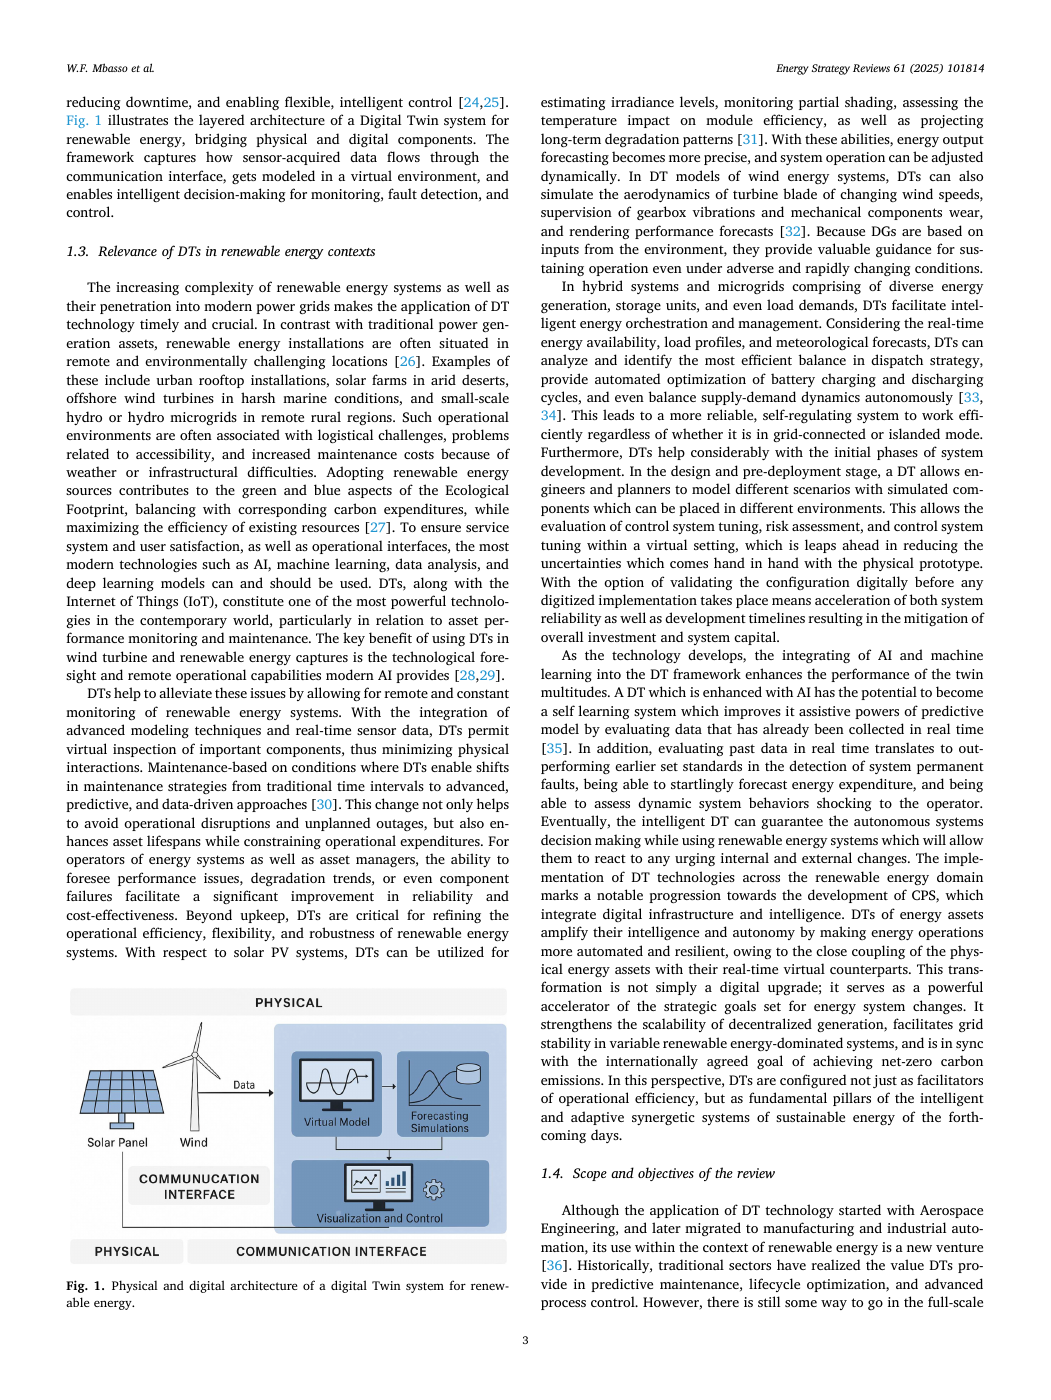 W.F. Mbasso et al.
Energy Strategy Reviews 61 (2025) 101814
reducing downtime, and enabling flexible, intelligent control [24,25].
Fig. 1 illustrates the layered architecture of a Digital Twin system for
renewable energy, bridging physical and digital components. The
framework captures how sensor-acquired data flows through the
communication interface, gets modeled in a virtual environment, and
enables intelligent decision-making for monitoring, fault detection, and
control.
1.3. Relevance of DTs in renewable energy contexts
The increasing complexity of renewable energy systems as well as
their penetration into modern power grids makes the application of DT
technology timely and crucial. In contrast with traditional power gen-
eration assets, renewable energy installations are often situated in
remote and environmentally challenging locations [26]. Examples of
these include urban rooftop installations, solar farms in arid deserts,
offshore wind turbines in harsh marine conditions, and small-scale
hydro or hydro microgrids in remote rural regions. Such operational
environments are often associated with logistical challenges, problems
related to accessibility, and increased maintenance costs because of
weather or infrastructural difficulties. Adopting renewable energy
sources contributes to the green and blue aspects of the Ecological
Footprint, balancing with corresponding carbon expenditures, while
maximizing the efficiency of existing resources [27]. To ensure service
system and user satisfaction, as well as operational interfaces, the most
modern technologies such as AI, machine learning, data analysis, and
deep learning models can and should be used. DTs, along with the
Internet of Things (IoT), constitute one of the most powerful technolo-
gies in the contemporary world, particularly in relation to asset per-
formance monitoring and maintenance. The key benefit of using DTs in
wind turbine and renewable energy captures is the technological fore-
sight and remote operational capabilities modern AI provides [28,29].
DTs help to alleviate these issues by allowing for remote and constant
monitoring of renewable energy systems. With the integration of
advanced modeling techniques and real-time sensor data, DTs permit
virtual inspection of important components, thus minimizing physical
interactions. Maintenance-based on conditions where DTs enable shifts
in maintenance strategies from traditional time intervals to advanced,
predictive, and data-driven approaches [30]. This change not only helps
to avoid operational disruptions and unplanned outages, but also en-
hances asset lifespans while constraining operational expenditures. For
operators of energy systems as well as asset managers, the ability to
foresee performance issues, degradation trends, or even component
failures facilitate a significant improvement in reliability and
cost-effectiveness. Beyond upkeep, DTs are critical for refining the
operational efficiency, flexibility, and robustness of renewable energy
systems. With respect to solar PV systems, DTs can be utilized for
PHYSICAL
Data
Virtual Model
Forecasting
Simulations
Solar Panel
Wind
COMMUNUCATION
INTERFACE
Visualization and Control
PHYSICAL
COMMUNICATION INTERFACE
Fig. 1. Physical and digital architecture of a digital Twin system for renew-
able energy.
estimating irradiance levels, monitoring partial shading, assessing the
temperature impact on module efficiency, as well as projecting
long-term degradation patterns [31]. With these abilities, energy output
forecasting becomes more precise, and system operation can be adjusted
dynamically. In DT models of wind energy systems, DTs can also
simulate the aerodynamics of turbine blade of changing wind speeds,
supervision of gearbox vibrations and mechanical components wear,
and rendering performance forecasts [32]. Because DGs are based on
inputs from the environment, they provide valuable guidance for sus-
taining operation even under adverse and rapidly changing conditions.
In hybrid systems and microgrids comprising of diverse energy
generation, storage units, and even load demands, DTs facilitate intel-
ligent energy orchestration and management. Considering the real-time
energy availability, load profiles, and meteorological forecasts, DTs can
analyze and identify the most efficient balance in dispatch strategy,
provide automated optimization of battery charging and discharging
cycles, and even balance supply-demand dynamics autonomously [33,
34]. This leads to a more reliable, self-regulating system to work effi-
ciently regardless of whether it is in grid-connected or islanded mode.
Furthermore, DTs help considerably with the initial phases of system
development. In the design and pre-deployment stage, a DT allows en-
gineers and planners to model different scenarios with simulated com-
ponents which can be placed in different environments. This allows the
evaluation of control system tuning, risk assessment, and control system
tuning within a virtual setting, which is leaps ahead in reducing the
uncertainties which comes hand in hand with the physical prototype.
With the option of validating the configuration digitally before any
digitized implementation takes place means acceleration of both system
reliability as well as development timelines resulting in the mitigation of
overall investment and system capital.
As the technology develops, the integrating of AI and machine
learning into the DT framework enhances the performance of the twin
multitudes. A DT which is enhanced with AI has the potential to become
a self learning system which improves it assistive powers of predictive
model by evaluating data that has already been collected in real time
[35]. In addition, evaluating past data in real time translates to out-
performing earlier set standards in the detection of system permanent
faults, being able to startlingly forecast energy expenditure, and being
able to assess dynamic system behaviors shocking to the operator.
Eventually, the intelligent DT can guarantee the autonomous systems
decision making while using renewable energy systems which will allow
them to react to any urging internal and external changes. The imple-
mentation of DT technologies across the renewable energy domain
marks a notable progression towards the development of CPS, which
integrate digital infrastructure and intelligence. DTs of energy assets
amplify their intelligence and autonomy by making energy operations
more automated and resilient, owing to the close coupling of the phys-
ical energy assets with their real-time virtual counterparts. This trans-
formation is not simply a digital upgrade; it serves as a powerful
accelerator of the strategic goals set for energy system changes. It
strengthens the scalability of decentralized generation, facilitates grid
stability in variable renewable energy-dominated systems, and is in sync
with the internationally agreed goal of achieving net-zero carbon
emissions. In this perspective, DTs are configured not just as facilitators
of operational efficiency, but as fundamental pillars of the intelligent
and adaptive synergetic systems of sustainable energy of the forth-
coming days.
1.4. Scope and objectives of the review
Although the application of DT technology started with Aerospace
Engineering, and later migrated to manufacturing and industrial auto-
mation, its use within the context of renewable energy is a new venture
[36]. Historically, traditional sectors have realized the value DTs pro-
vide in predictive maintenance, lifecycle optimization, and advanced
process control. However, there is still some way to go in the full-scale
3